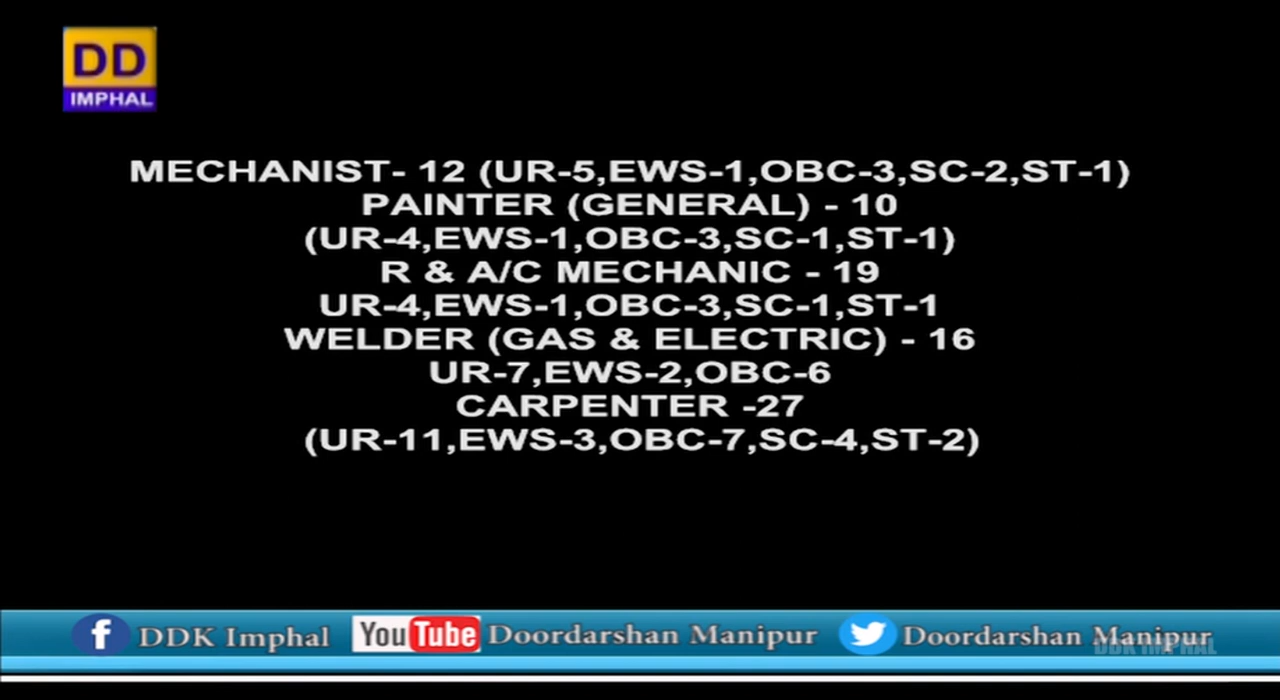 DD
IMPHAL
MECHANIST- 12 (UR-5,EWS-1,OBC-3,SC-2,ST-1)
PAINTER (GENERAL) - 10
(UR-4,EWS-1,OBC-3,SC-1,ST-1)
R & A/C MECHANIC - 19
UR-4,EWS-1,OBC-3,SC-1,ST-1
WELDER (GAS & ELECTRIC) - 16
UR-7,EWS-2,OBC-6
CARPENTER -27
(UR-11,EWS-3,OBC-7,SC-4,ST-2)
f DDK Imphal YouTube Doordarshan Manipur Doordarshan Manipur
DDK IMPHAL